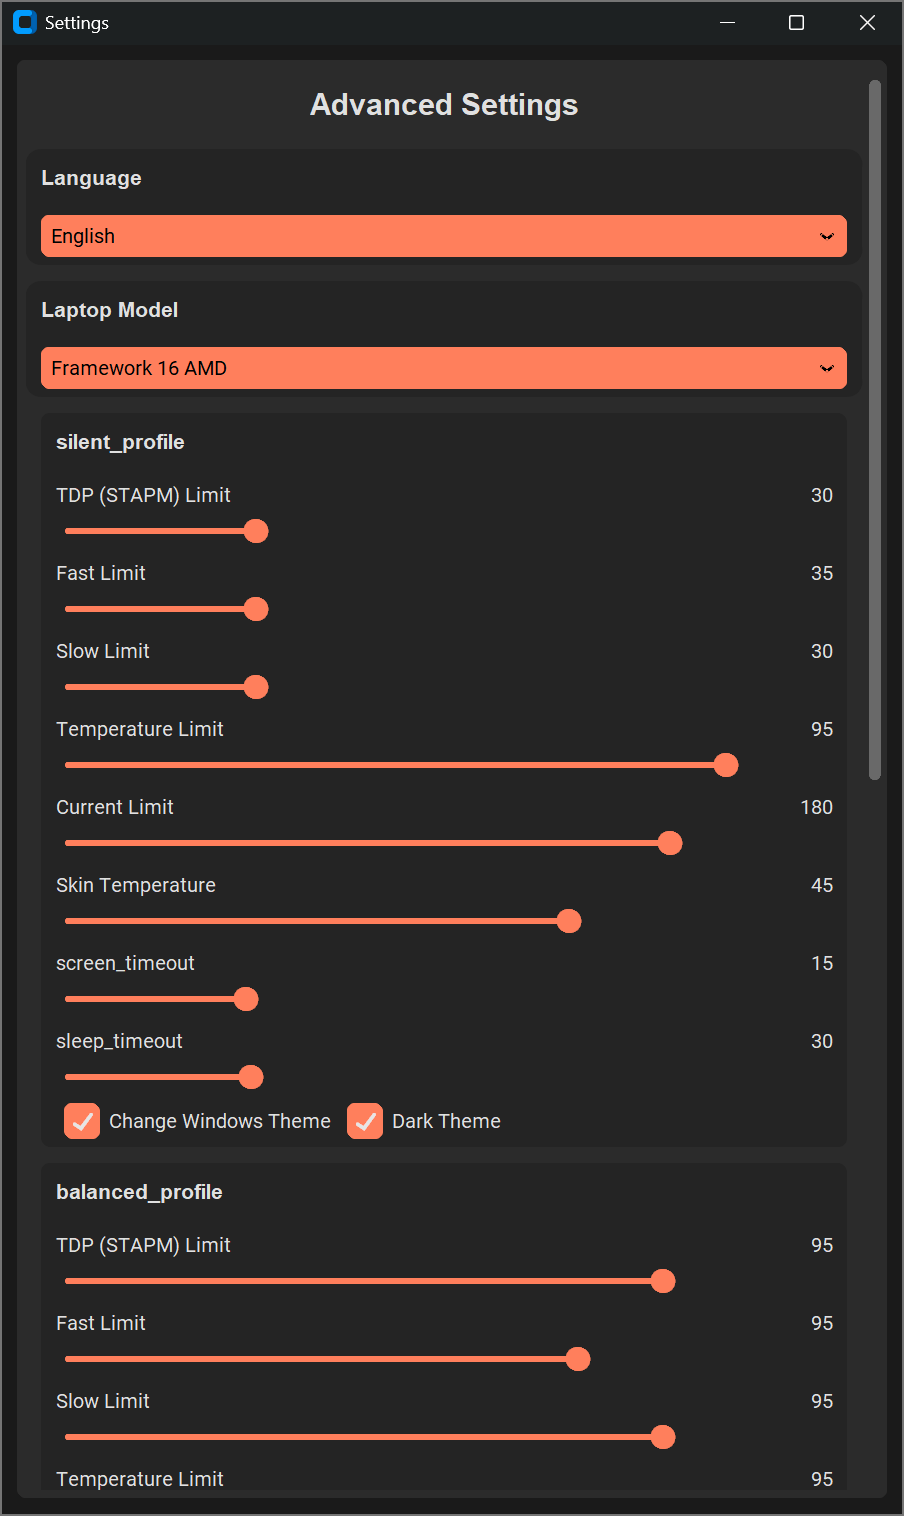 Settings
Advanced Settings
Language
English
Laptop Model
Framework 16 AMD
silent_profile
TDP (STAPM) Limit 30
Fast Limit 35
Slow Limit 30
Temperature Limit 95
Current Limit 180
Skin Temperature 45
screen_timeout 15
sleep_timeout 30
Change Windows Theme Dark Theme
balanced_profile
TDP (STAPM) Limit 95
Fast Limit 95
Slow Limit 95
Temperature Limit 95